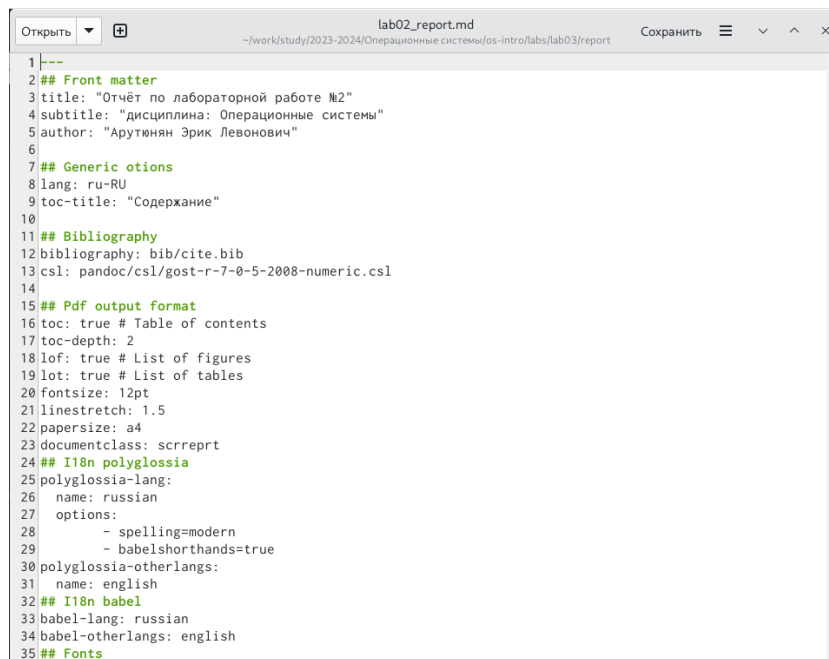 Открыть
lab02_report.md
~/work/study/2023-2024/Операционные системы/os-intro/labs/lab03/report
Сохранить
1 ---
2 ## Front matter
3 title: "Отчёт по лабораторной работе №2"
4 subtitle: "дисциплина: Операционные системы"
5 author: "Арутюнян Эрик Левонович"
6
7 ## Generic otions
8 lang: ru-RU
9 toc-title: "Содержание"
10
11 ## Bibliography
12 bibliography: bib/cite.bib
13 csl: pandoc/csl/gost-r-7-0-5-2008-numeric.csl
14
15 ## Pdf output format
16 toc: true # Table of contents
17 toc-depth: 2
18 lof: true # List of figures
19 lot: true # List of tables
20 fontsize: 12pt
21 linestretch: 1.5
22 papersize: a4
23 documentclass: scrreprt
24 ## I18n polyglossia
25 polyglossia-lang:
26   name: russian
27   options:
28         - spelling=modern
29         - babelshorthands=true
30 polyglossia-otherlangs:
31   name: english
32 ## I18n babel
33 babel-lang: russian
34 babel-otherlangs: english
35 ## Fonts